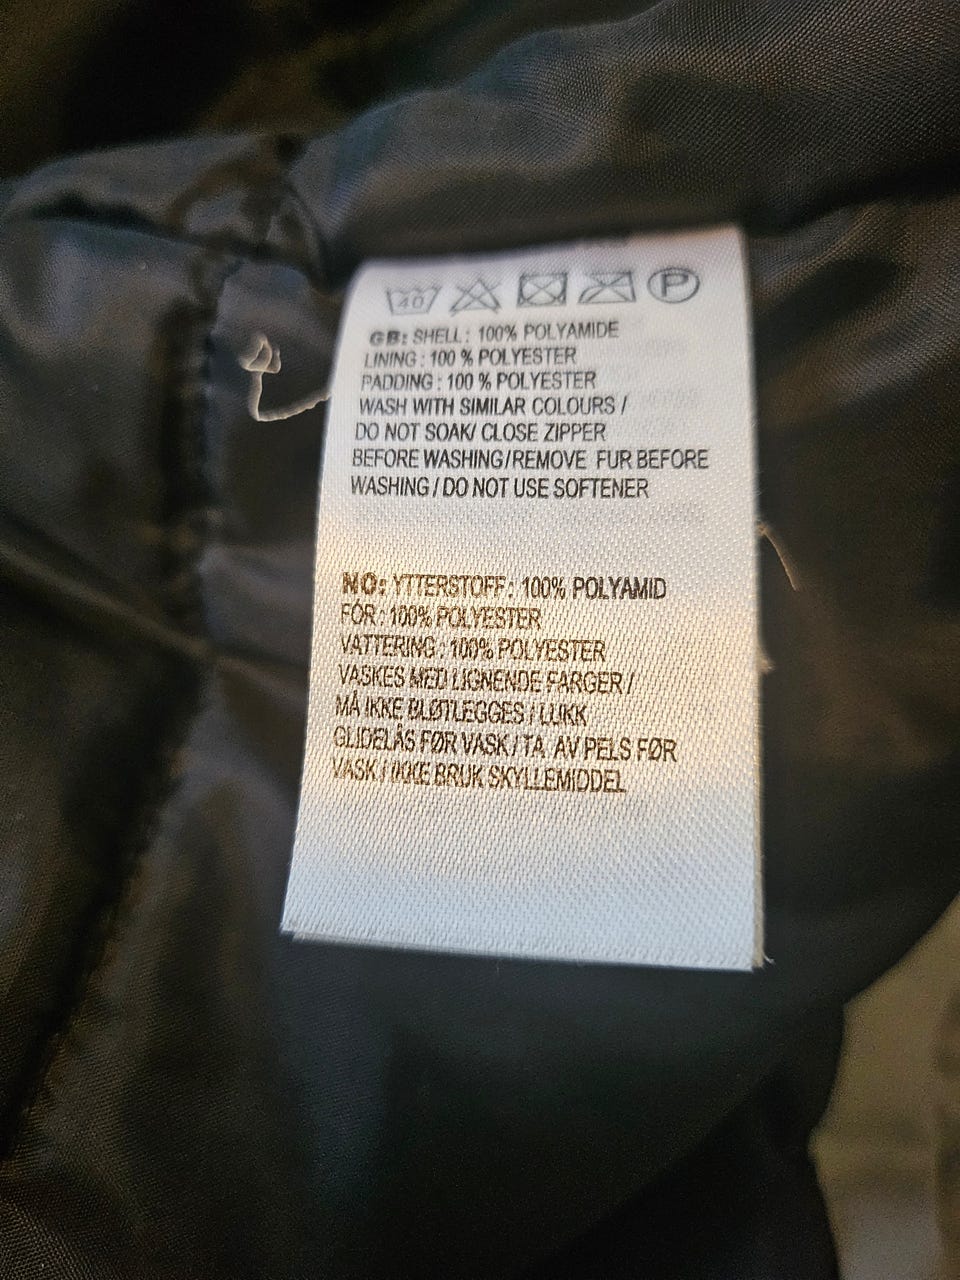 40 P
GB: SHELL: 100% POLYAMIDE
LINING: 100 % POLYESTER
PADDING: 100 % POLYESTER
WASH WITH SIMILAR COLOURS /
DO NOT SOAK/ CLOSE ZIPPER
BEFORE WASHING/REMOVE FUR BEFORE
WASHING / DO NOT USE SOFTENER
NO: YTTERSTOFF: 100% POLYAMID
FÓR: 100% POLYESTER
VATTERING: 100% POLYESTER
VASKES MED LIGNENDE FARGER /
MÅ IKKE BLØTLEGGES / LUKK
GLIDELÅS FØR VASK / TA AV PELS FØR
VASK / IKKE BRUK SKYLLEMIDDEL